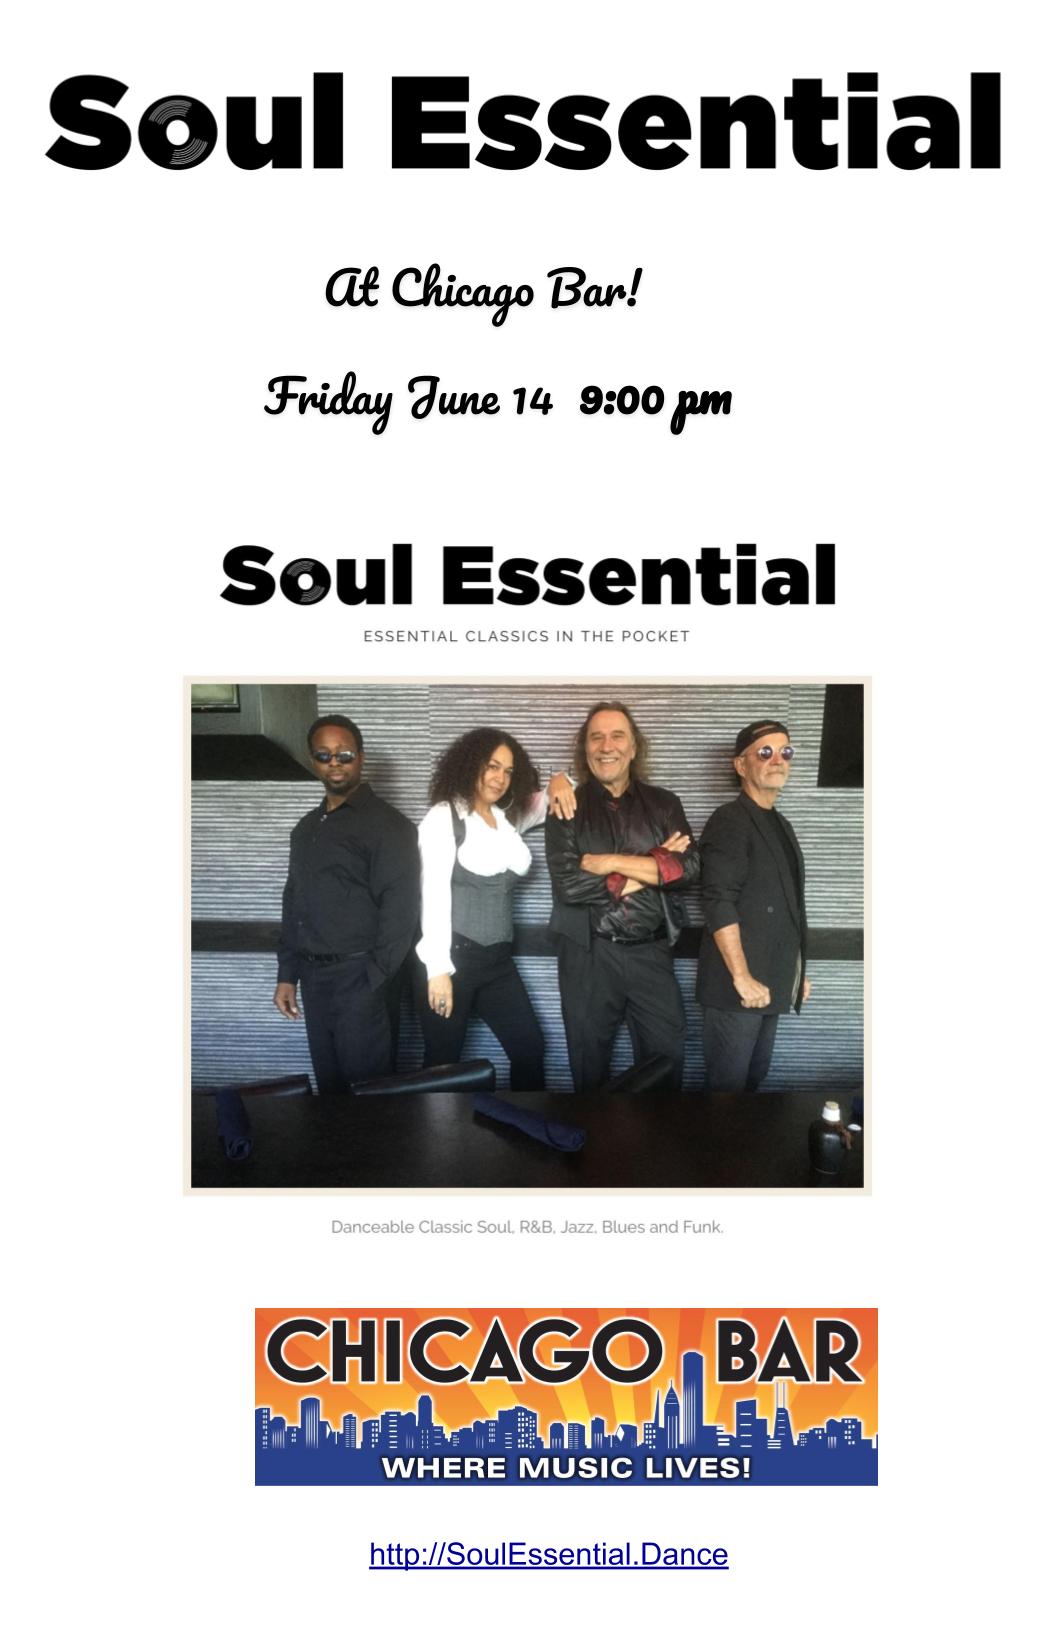 Soul Essential
At Chicago Bar!
Friday June 14 9:00 pm
Soul Essential
ESSENTIAL CLASSICS IN THE POCKET
Danceable Classic Soul, R&B, Jazz, Blues and Funk.
CHICAGO BAR
WHERE MUSIC LIVES!
http://SoulEssential.Dance